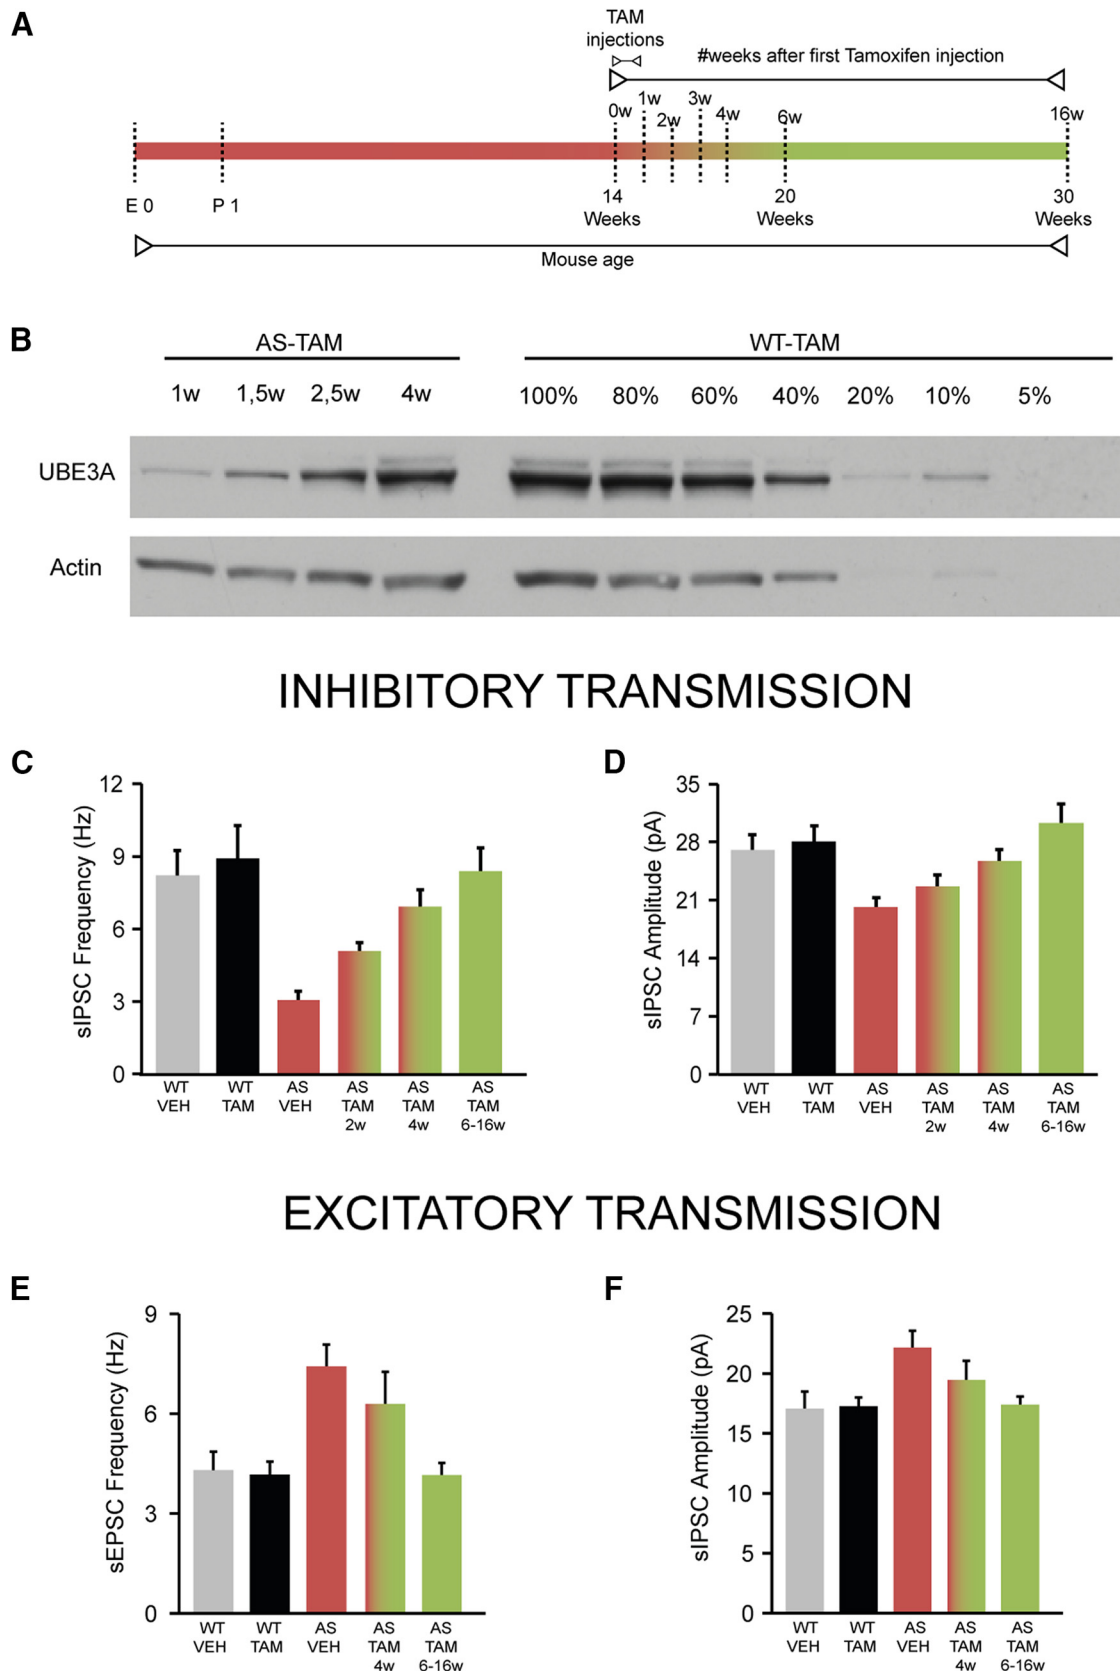 A
TAM
injections
#weeks after first Tamoxifen injection
0w 1w 2w 3w 4w 6w 16w
E 0 P 1 14 Weeks 20 Weeks 30 Weeks
Mouse age
B
AS-TAM WT-TAM
1w 1,5w 2,5w 4w 100% 80% 60% 40% 20% 10% 5%
UBE3A
Actin
INHIBITORY TRANSMISSION
C
sIPSC Frequency (Hz)
12
9
6
3
0
WT VEH
WT TAM
AS VEH
AS TAM 2w
AS TAM 4w
AS TAM 6-16w
D
sIPSC Amplitude (pA)
35
28
21
14
7
0
WT VEH
WT TAM
AS VEH
AS TAM 2w
AS TAM 4w
AS TAM 6-16w
EXCITATORY TRANSMISSION
E
sEPSC Frequency (Hz)
9
6
3
0
WT VEH
WT TAM
AS VEH
AS TAM 4w
AS TAM 6-16w
F
sIPSC Amplitude (pA)
25
20
15
10
5
0
WT VEH
WT TAM
AS VEH
AS TAM 4w
AS TAM 6-16w